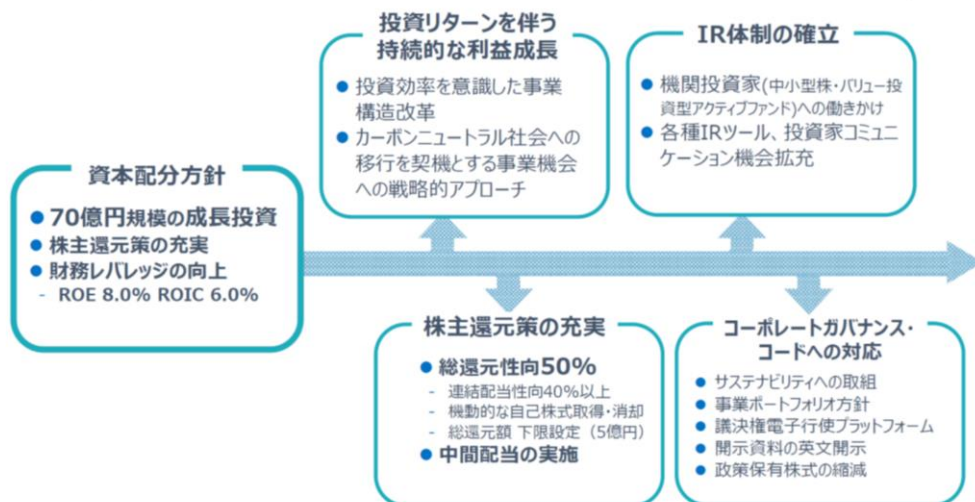 資本配分方針
● 70億円規模の成長投資
● 株主還元策の充実
● 財務レバレッジの向上
- ROE 8.0% ROIC 6.0%
投資リターンを伴う
持続的な利益成長
● 投資効率を意識した事業
構造改革
● カーボンニュートラル社会への
移行を契機とする事業機会
への戦略的アプローチ
IR体制の確立
● 機関投資家(中小型株・バリュー投
資型アクティブファンド)への働きかけ
● 各種IRツール、投資家コミュニ
ケーション機会拡充
株主還元策の充実
● 総還元性向50%
- 連結配当性向40%以上
- 機動的な自己株式取得・消却
- 総還元額 下限設定（5億円）
● 中間配当の実施
コーポレートガバナンス・
コードへの対応
● サステナビリティへの取組
● 事業ポートフォリオ方針
● 議決権電子行使プラットフォーム
● 開示資料の英文開示
● 政策保有株式の縮減